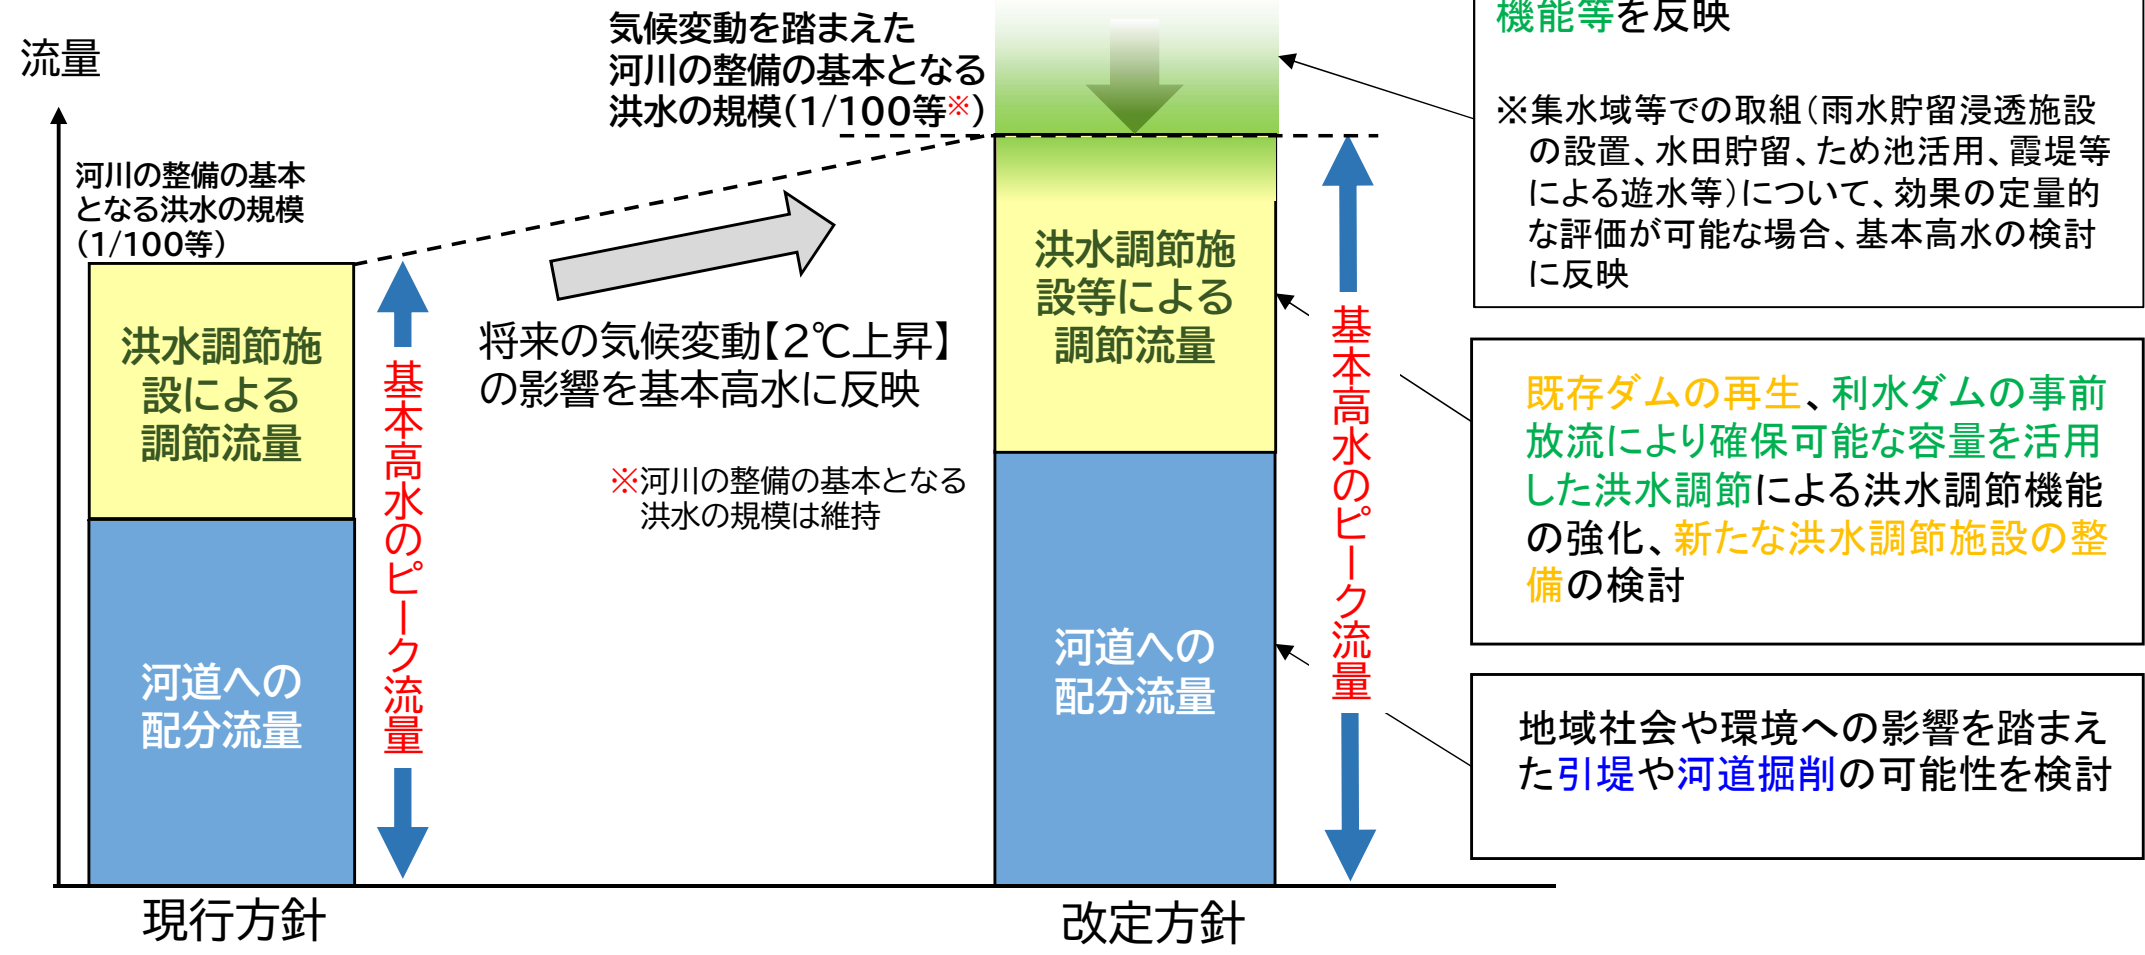 流量
河川の整備の基本
となる洪水の規模
(1/100等)
洪水調節施
設による
調節流量
河道への
配分流量
基本高水のピーク流量
現行方針
気候変動を踏まえた
河川の整備の基本となる
洪水の規模(1/100等※)
将来の気候変動【2℃上昇】
の影響を基本高水に反映
※河川の整備の基本となる
洪水の規模は維持
洪水調節施
設等による
調節流量
河道への
配分流量
基本高水のピーク流量
改定方針
機能等を反映
※集水域等での取組(雨水貯留浸透施設
の設置、水田貯留、ため池活用、霞堤等
による遊水等)について、効果の定量的
な評価が可能な場合、基本高水の検討
に反映
既存ダムの再生、利水ダムの事前
放流により確保可能な容量を活用
した洪水調節による洪水調節機能
の強化、新たな洪水調節施設の整
備の検討
地域社会や環境への影響を踏まえ
た引堤や河道掘削の可能性を検討